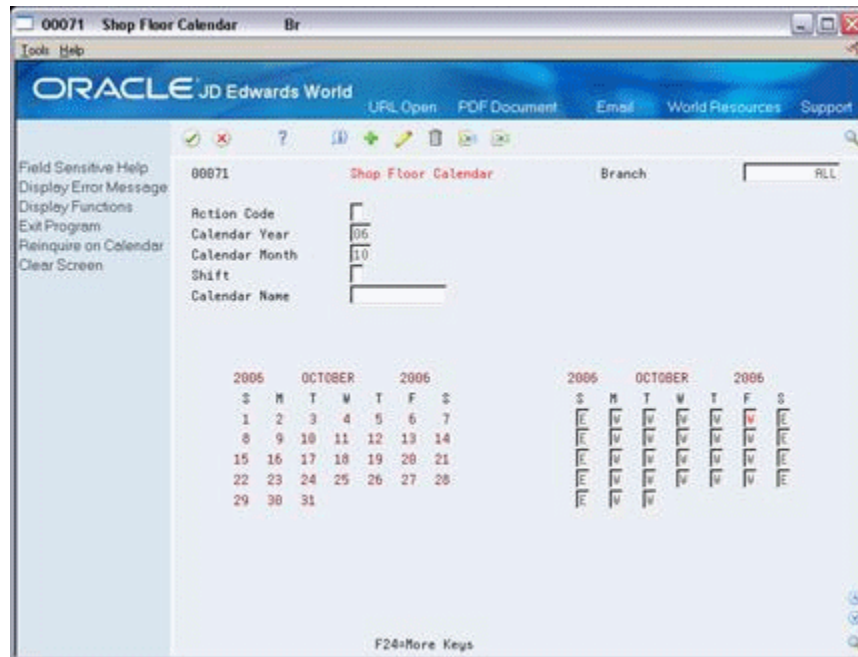 00071 Shop Floor Calendar Br
Tools Help
ORACLE JD Edwards World
URL Open PDF Document Email World Resources Support
Field Sensitive Help
Display Error Message
Display Functions
Exit Program
Reinquire on Calendar
Clear Screen
00071 Shop Floor Calendar Branch ALL
Action Code
Calendar Year 06
Calendar Month 10
Shift
Calendar Name
2006 OCTOBER 2006
S M T W T F S
1 2 3 4 5 6 7
8 9 10 11 12 13 14
15 16 17 18 19 20 21
22 23 24 25 26 27 28
29 30 31
2006 OCTOBER 2006
S M T W T F S
E W W W W W E
E W W W W W E
E W W W W W E
E W W W W W E
E W W
F24=More Keys